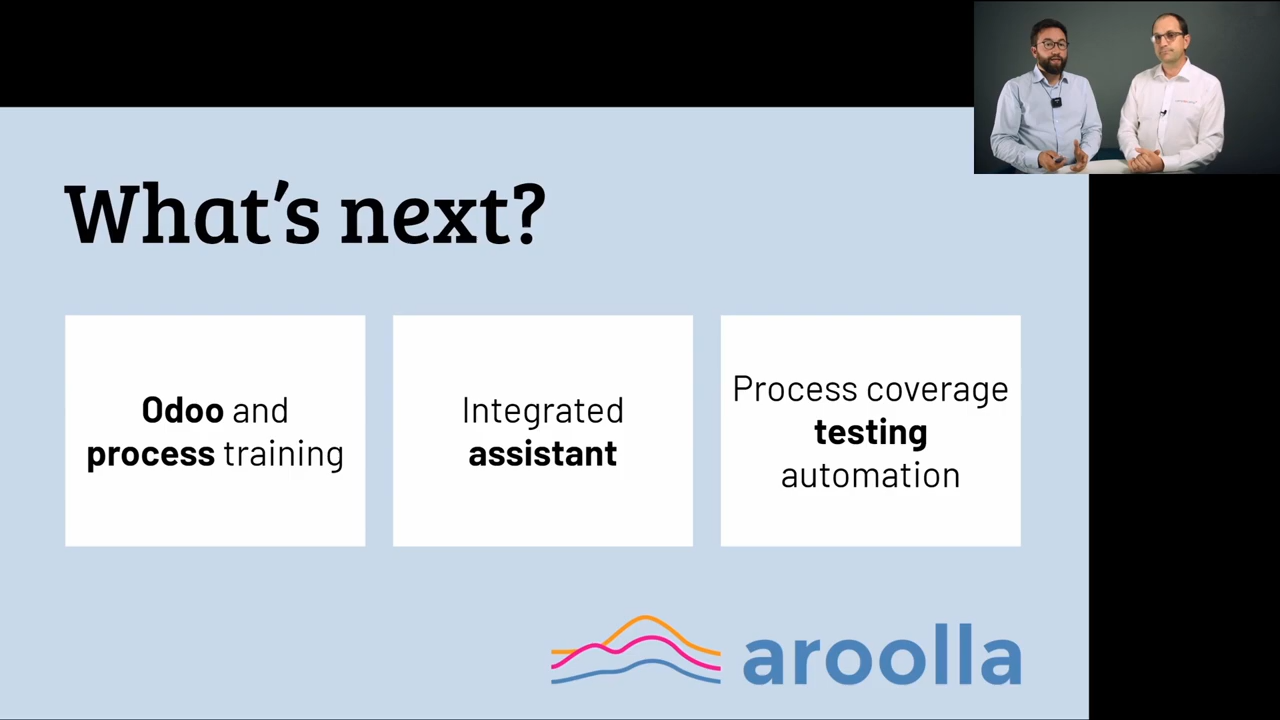 What's next?
Odoo and
process training
Integrated
assistant
Process coverage
testing
automation
aroolla